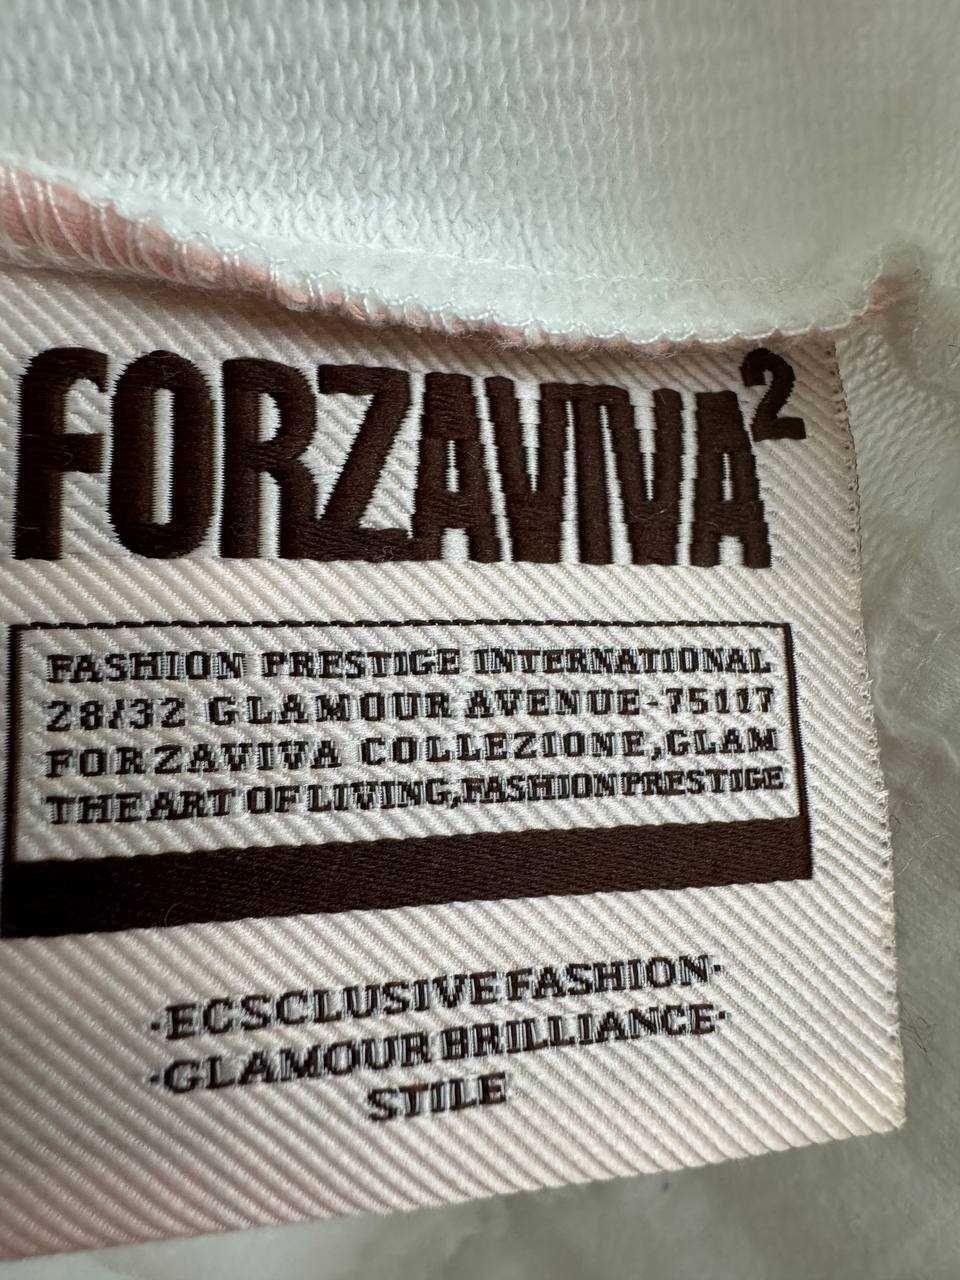 FORZAVIVA²
FASHION PRESTIGE INTERNATIONAL
28/32 GLAMOUR AVENUE-75117
FORZAVIVA COLLEZIONE,GLAM
THE ART OF LIVING,FASHION PRESTIGE
·ECSCLUSIVE FASHION·
·GLAMOUR BRILLIANCE·
STILE